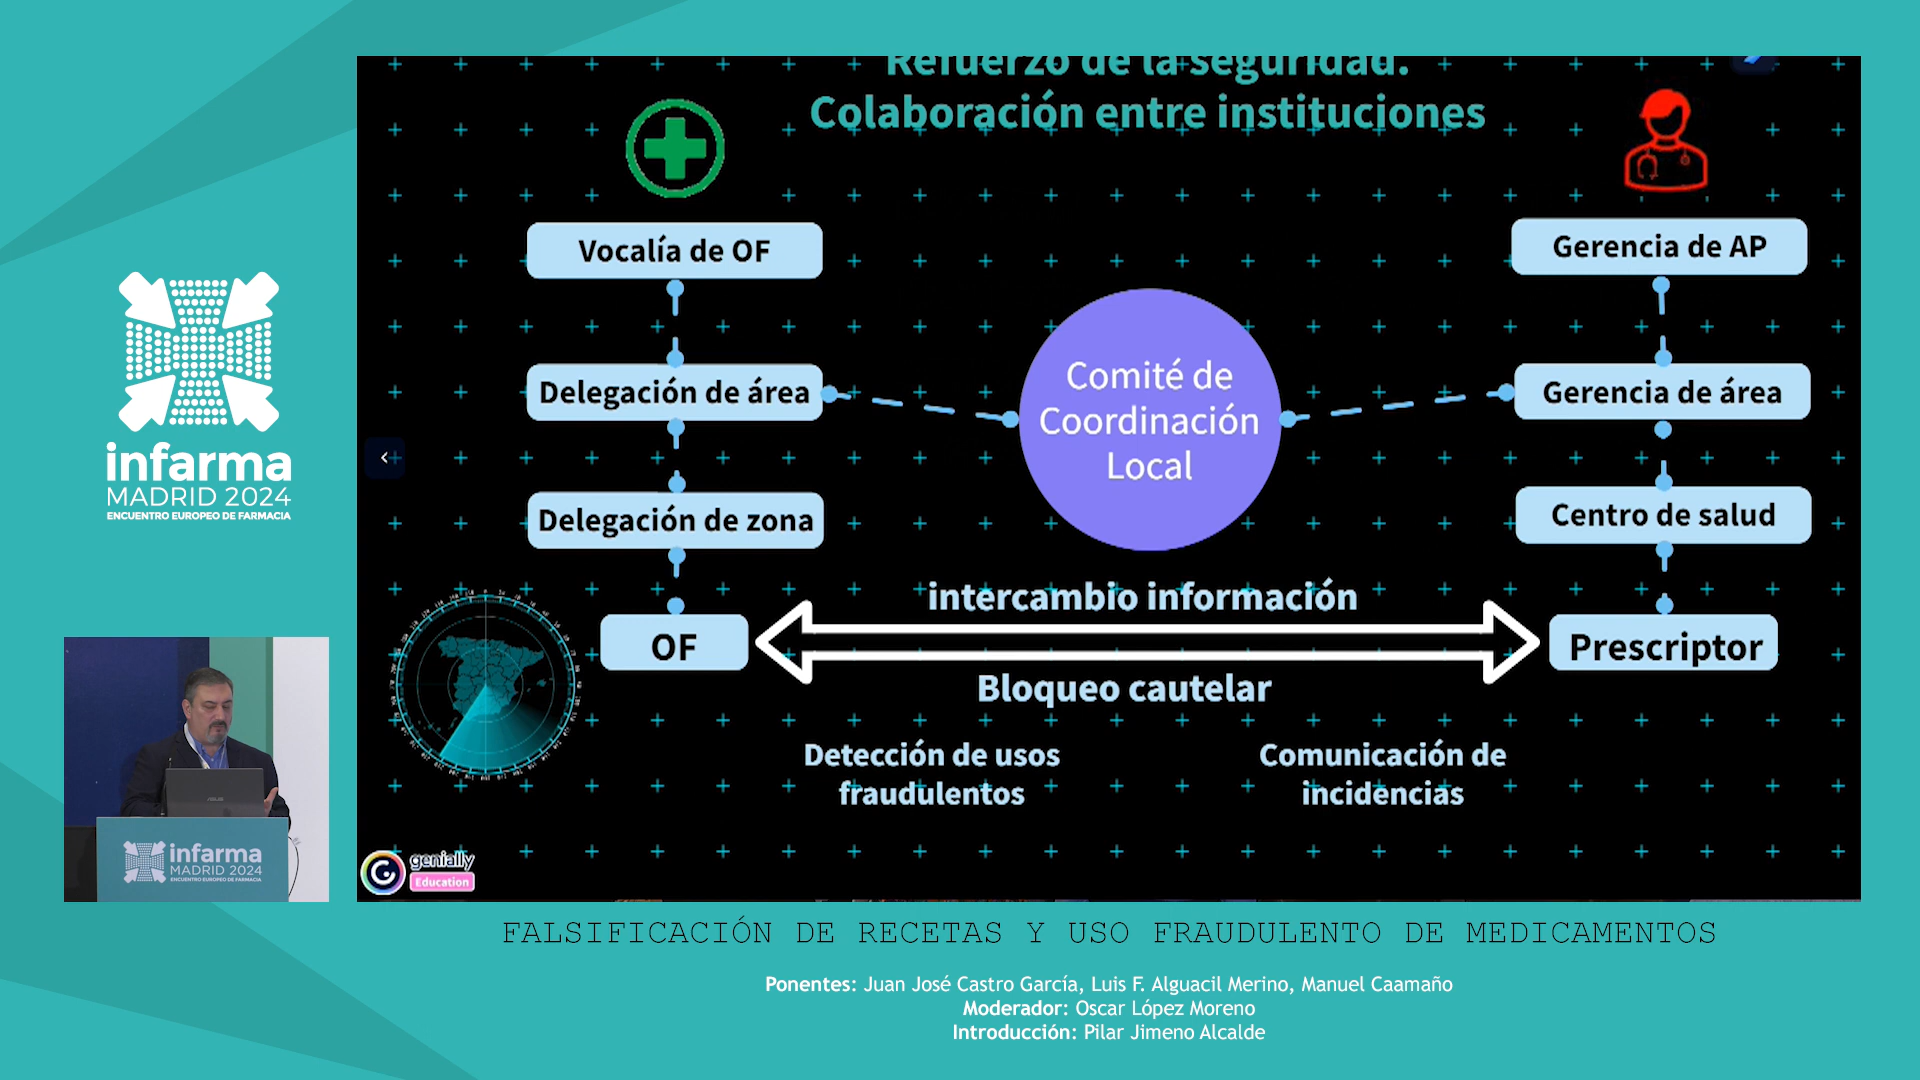 Refuerzo de la seguridad.
Colaboración entre instituciones
Vocalía de OF
Gerencia de AP
Delegación de área
Comité de
Coordinación
Local
Gerencia de área
Delegación de zona
Centro de salud
intercambio información
OF
Prescriptor
Bloqueo cautelar
Detección de usos
fraudulentos
Comunicación de
incidencias
genially
Education
infarma
MADRID 2024
ENCUENTRO EUROPEO DE FARMACIA
ASUS
infarma
MADRID 2024
ENCUENTRO EUROPEO DE FARMACIA
FALSIFICACIÓN DE RECETAS Y USO FRAUDULENTO DE MEDICAMENTOS
Ponentes: Juan José Castro García, Luis F. Alguacil Merino, Manuel Caamaño
Moderador: Oscar López Moreno
Introducción: Pilar Jimeno Alcalde